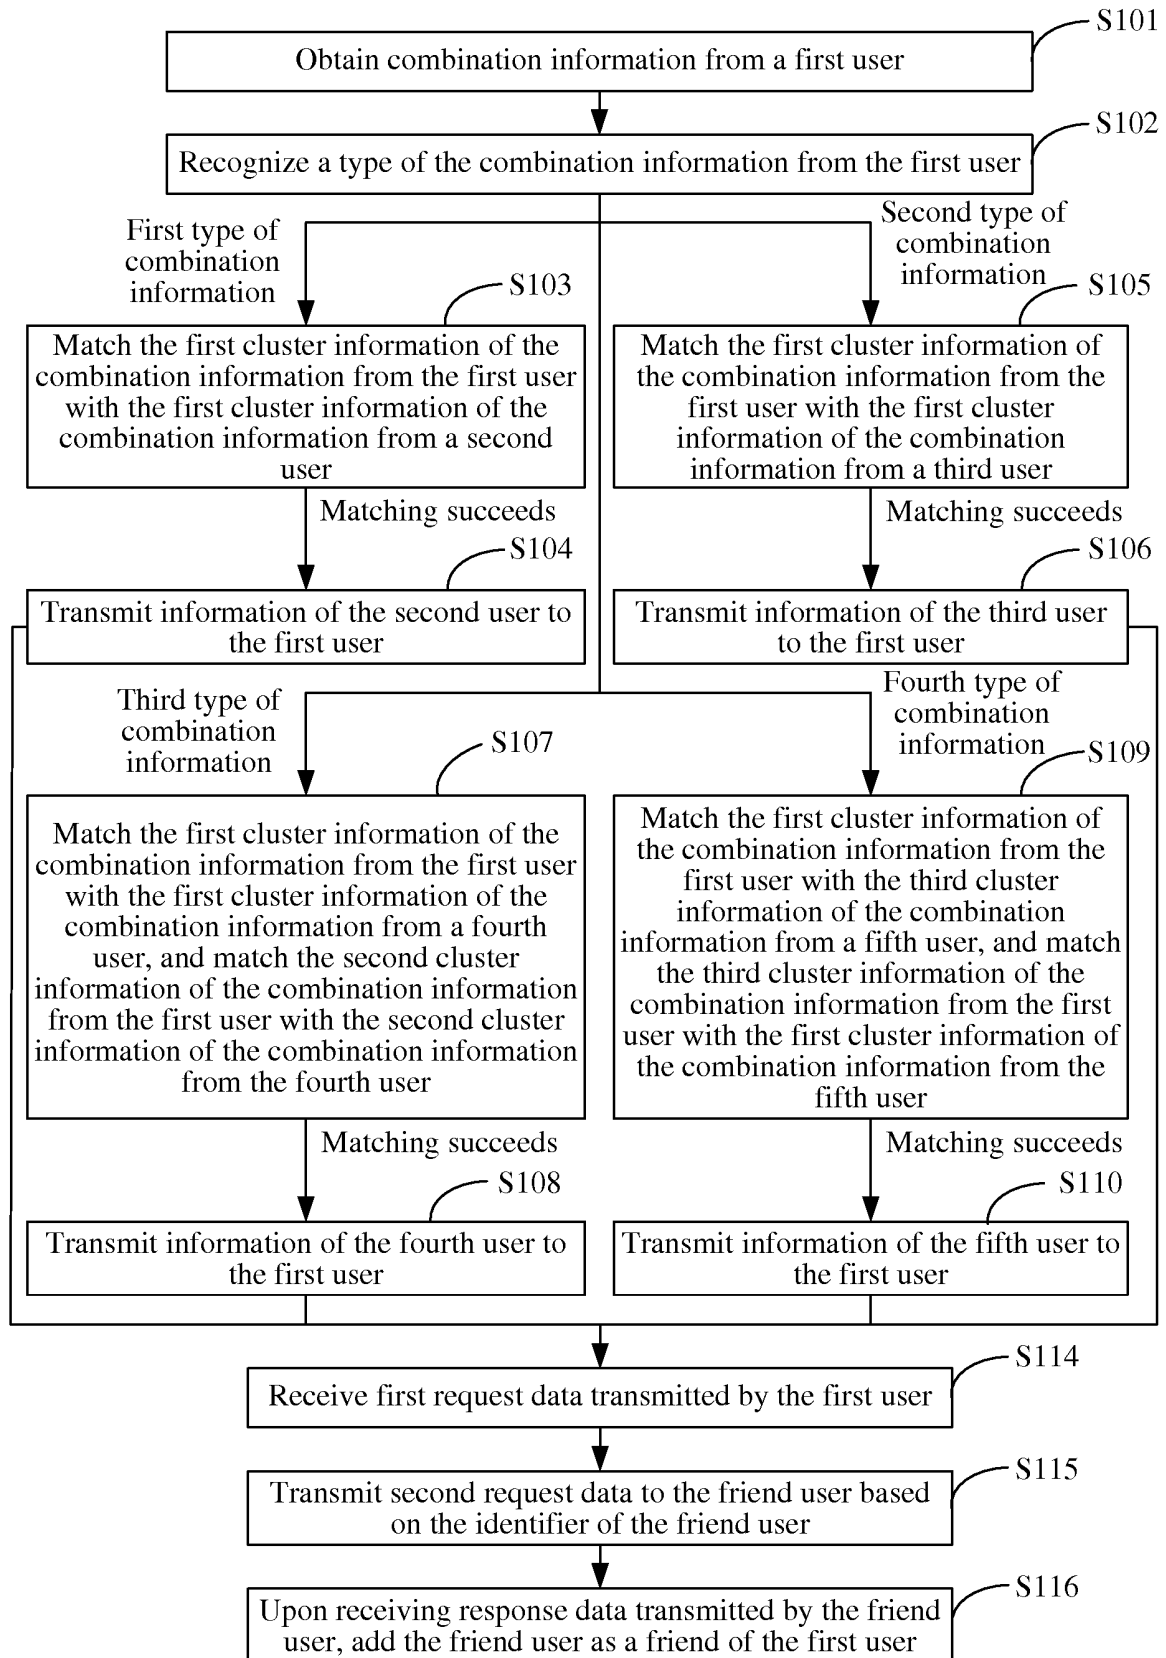 S101
Obtain combination information from a first user
S102
Recognize a type of the combination information from the first user
First type of
combination
information
Second type of
combination
information
S103
Match the first cluster information of the
combination information from the first user
with the first cluster information of the
combination information from a second
user
S105
Match the first cluster information of
the combination information from the
first user with the first cluster
information of the combination
information from a third user
Matching succeeds
Matching succeeds
S104
Transmit information of the second user to
the first user
S106
Transmit information of the third user
to the first user
Third type of
combination
information
Fourth type of
combination
information
S107
Match the first cluster information of the
combination information from the first user
with the first cluster information of the
combination information from a fourth
user, and match the second cluster
information of the combination information
from the first user with the second cluster
information of the combination information
from the fourth user
S109
Match the first cluster information of
the combination information from the
first user with the third cluster
information of the combination
information from a fifth user, and match
the third cluster information of the
combination information from the first
user with the first cluster information of
the combination information from the
fifth user
Matching succeeds
Matching succeeds
S108
Transmit information of the fourth user to
the first user
S110
Transmit information of the fifth user to
the first user
S114
Receive first request data transmitted by the first user
S115
Transmit second request data to the friend user based
on the identifier of the friend user
S116
Upon receiving response data transmitted by the friend
user, add the friend user as a friend of the first user